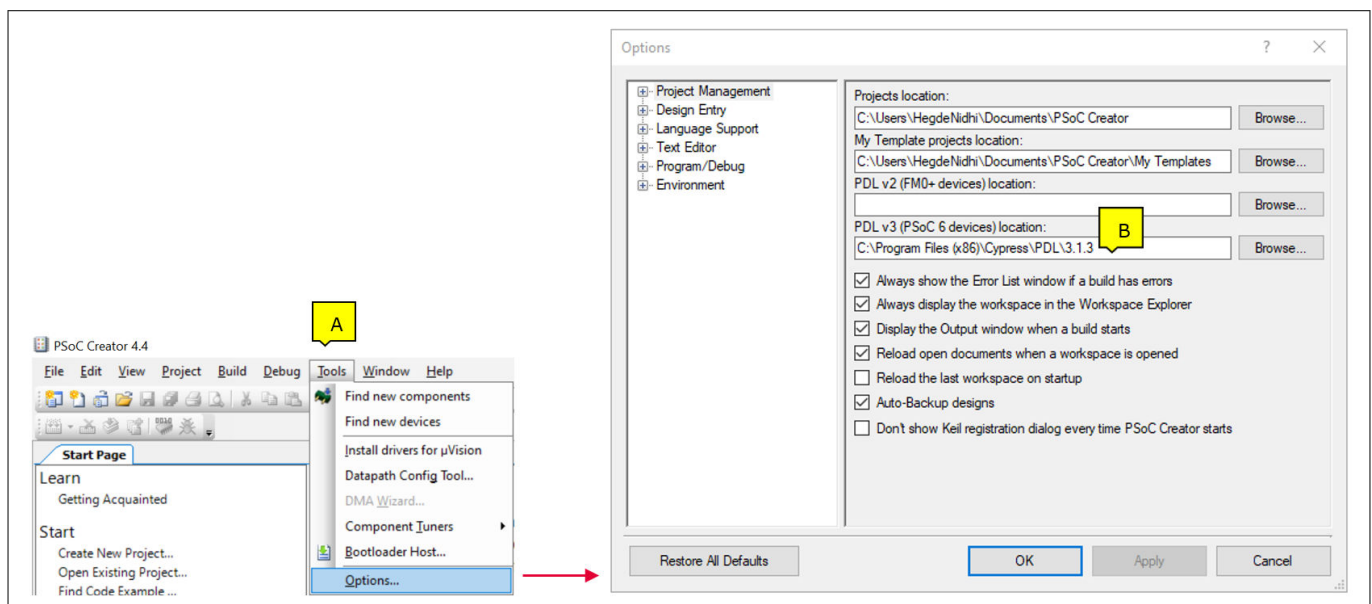 A
PSoC Creator 4.4
File Edit View Project Build Debug Tools Window Help
Find new components
Find new devices
Install drivers for µVision
Datapath Config Tool...
DMA Wizard...
Component Tuners
Bootloader Host...
Options...
Start Page
Learn
Getting Acquainted
Start
Create New Project...
Open Existing Project...
Find Code Example ...
Options
Project Management
Design Entry
Language Support
Text Editor
Program/Debug
Environment
Projects location:
C:\Users\HegdeNidhi\Documents\PSoC Creator Browse...
My Template projects location:
C:\Users\HegdeNidhi\Documents\PSoC Creator\My Templates Browse...
PDL v2 (FM0+ devices) location:
Browse...
PDL v3 (PSoC 6 devices) location:
B
C:\Program Files (x86)\Cypress\PDL\3.1.3 Browse...
Always show the Error List window if a build has errors
Always display the workspace in the Workspace Explorer
Display the Output window when a build starts
Reload open documents when a workspace is opened
Reload the last workspace on startup
Auto-Backup designs
Don't show Keil registration dialog every time PSoC Creator starts
Restore All Defaults OK Apply Cancel